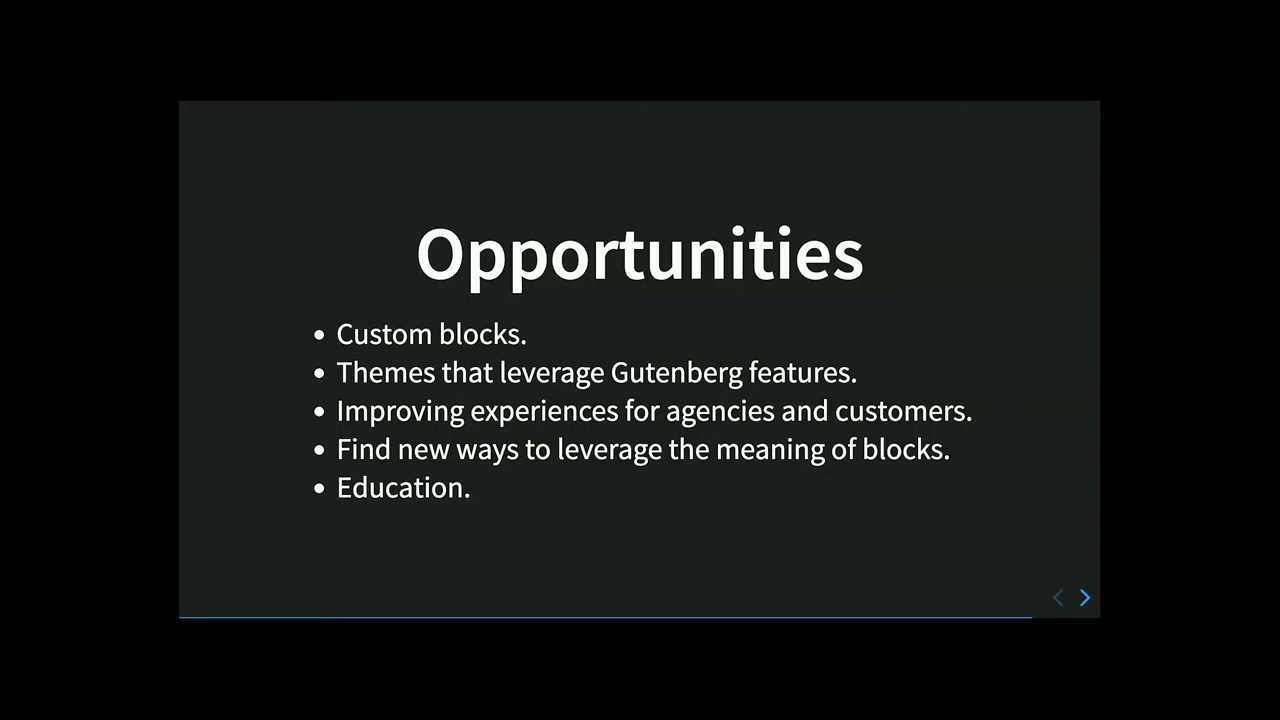 Opportunities
• Custom blocks.
• Themes that leverage Gutenberg features.
• Improving experiences for agencies and customers.
• Find new ways to leverage the meaning of blocks.
• Education.